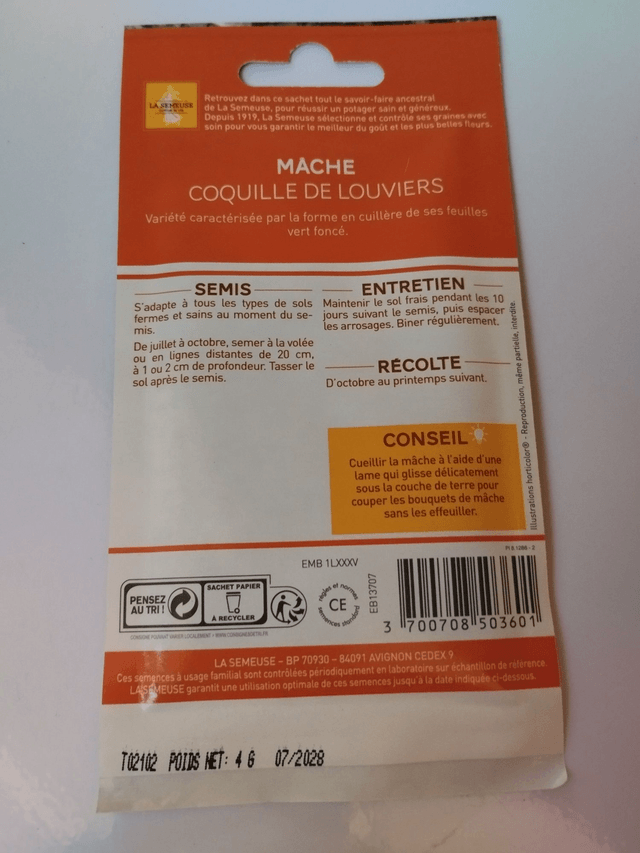 LA SEMEUSE
Retrouvez dans ce sachet tout le savoir-faire ancestral
de La Semeuse, pour réussir un potager sain et généreux.
Depuis 1919, La Semeuse sélectionne et contrôle ses graines avec
soin pour vous garantir le meilleur du goût et les plus belles fleurs.
MÂCHE
COQUILLE DE LOUVIERS
Variété caractérisée par la forme en cuillère de ses feuilles
vert foncé.
SEMIS
S'adapte à tous les types de sols
fermes et sains au moment du se-
mis.
De juillet à octobre, semer à la volée
ou en lignes distantes de 20 cm,
à 1 ou 2 cm de profondeur. Tasser le
sol après le semis.
ENTRETIEN
Maintenir le sol frais pendant les 10
jours suivant le semis, puis espacer
les arrosages. Biner régulièrement.
RÉCOLTE
D'octobre au printemps suivant.
CONSEIL
Cueillir la mâche à l'aide d'une
lame qui glisse délicatement
sous la couche de terre pour
couper les bouquets de mâche
sans les effeuiller.
Illustrations horticolor® - Reproduction, même partielle, interdite.
EMB 1LXXXV
PENSEZ
AU TRI !
SACHET PAPIER
À RECYCLER
règles et normes
CE
semences standard
EB13707
3 700708 503601
LA SEMEUSE – BP 70930 – 84091 AVIGNON CEDEX 9
Ces semences à usage familial sont contrôlées périodiquement en laboratoire sur échantillon de référence.
LA SEMEUSE garantit une utilisation optimale de ces semences jusqu'à la date indiquée ci-dessous.
T02102 POIDS NET: 4 G 07/2028